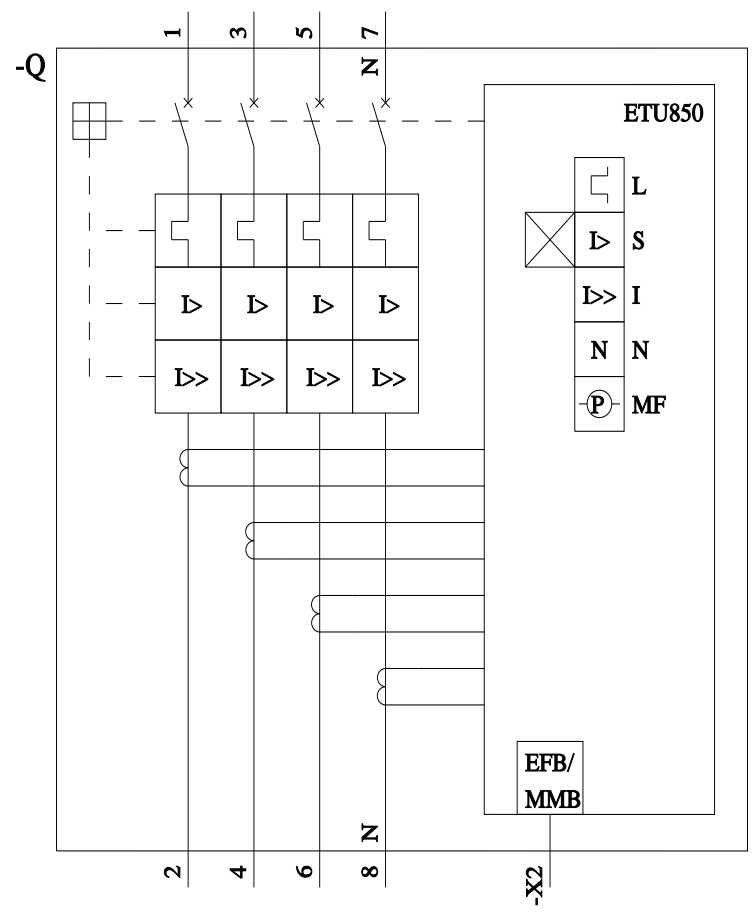 1 3 5 7
-Q
N
ETU850
L
I> S
I> I> I> I>
I>> I
N N
I>> I>> I>> I>>
P MF
EFB/
MMB
N
2 4 6 8
-X2